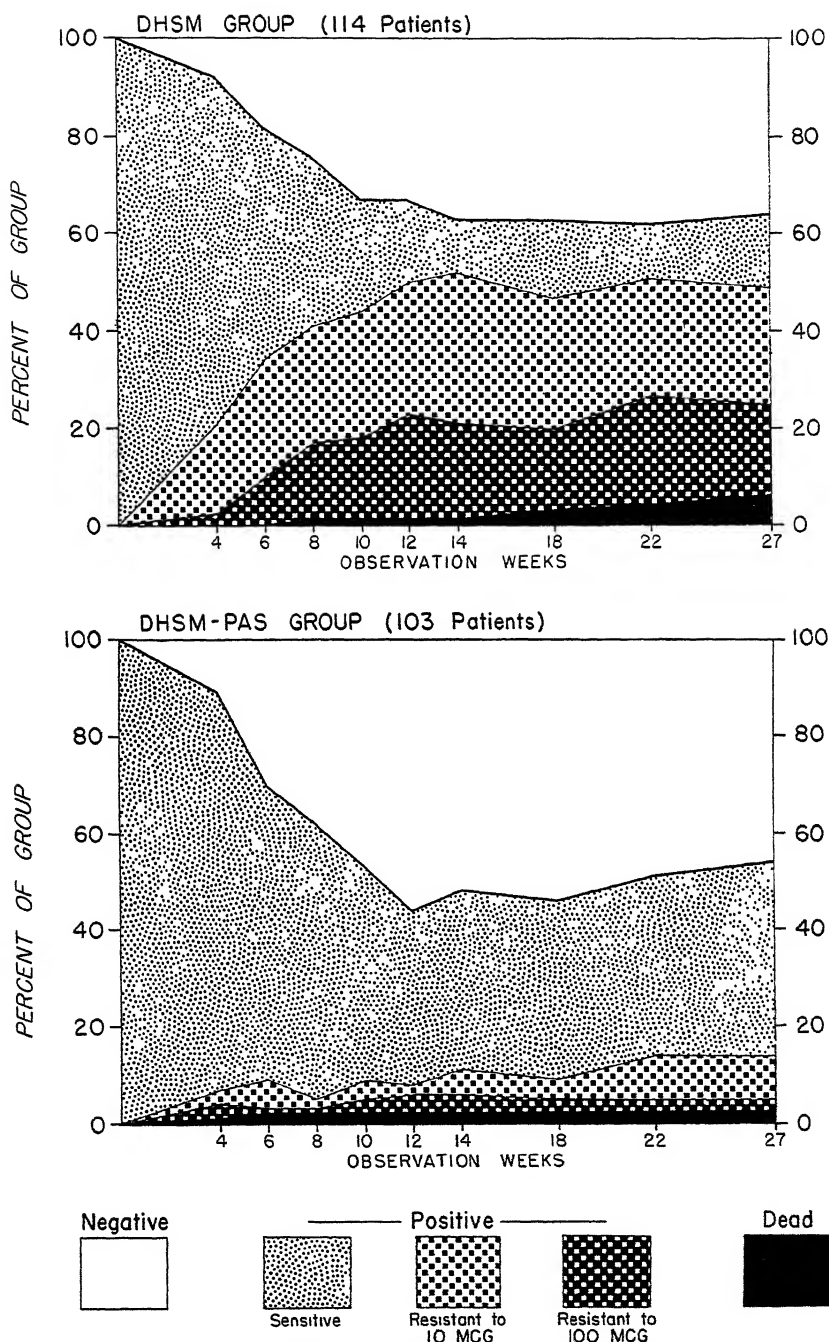 DHSM GROUP (114 Patients)
100 100
80 80
60 60
40 40
20 20
0 0
PERCENT OF GROUP
4 6 8 10 12 14 18 22 27
OBSERVATION WEEKS
DHSM-PAS GROUP (103 Patients)
100 100
80 80
60 60
40 40
20 20
0 0
PERCENT OF GROUP
4 6 8 10 12 14 18 22 27
OBSERVATION WEEKS
Negative Positive Dead
Sensitive Resistant to 10 MCG Resistant to 100 MCG